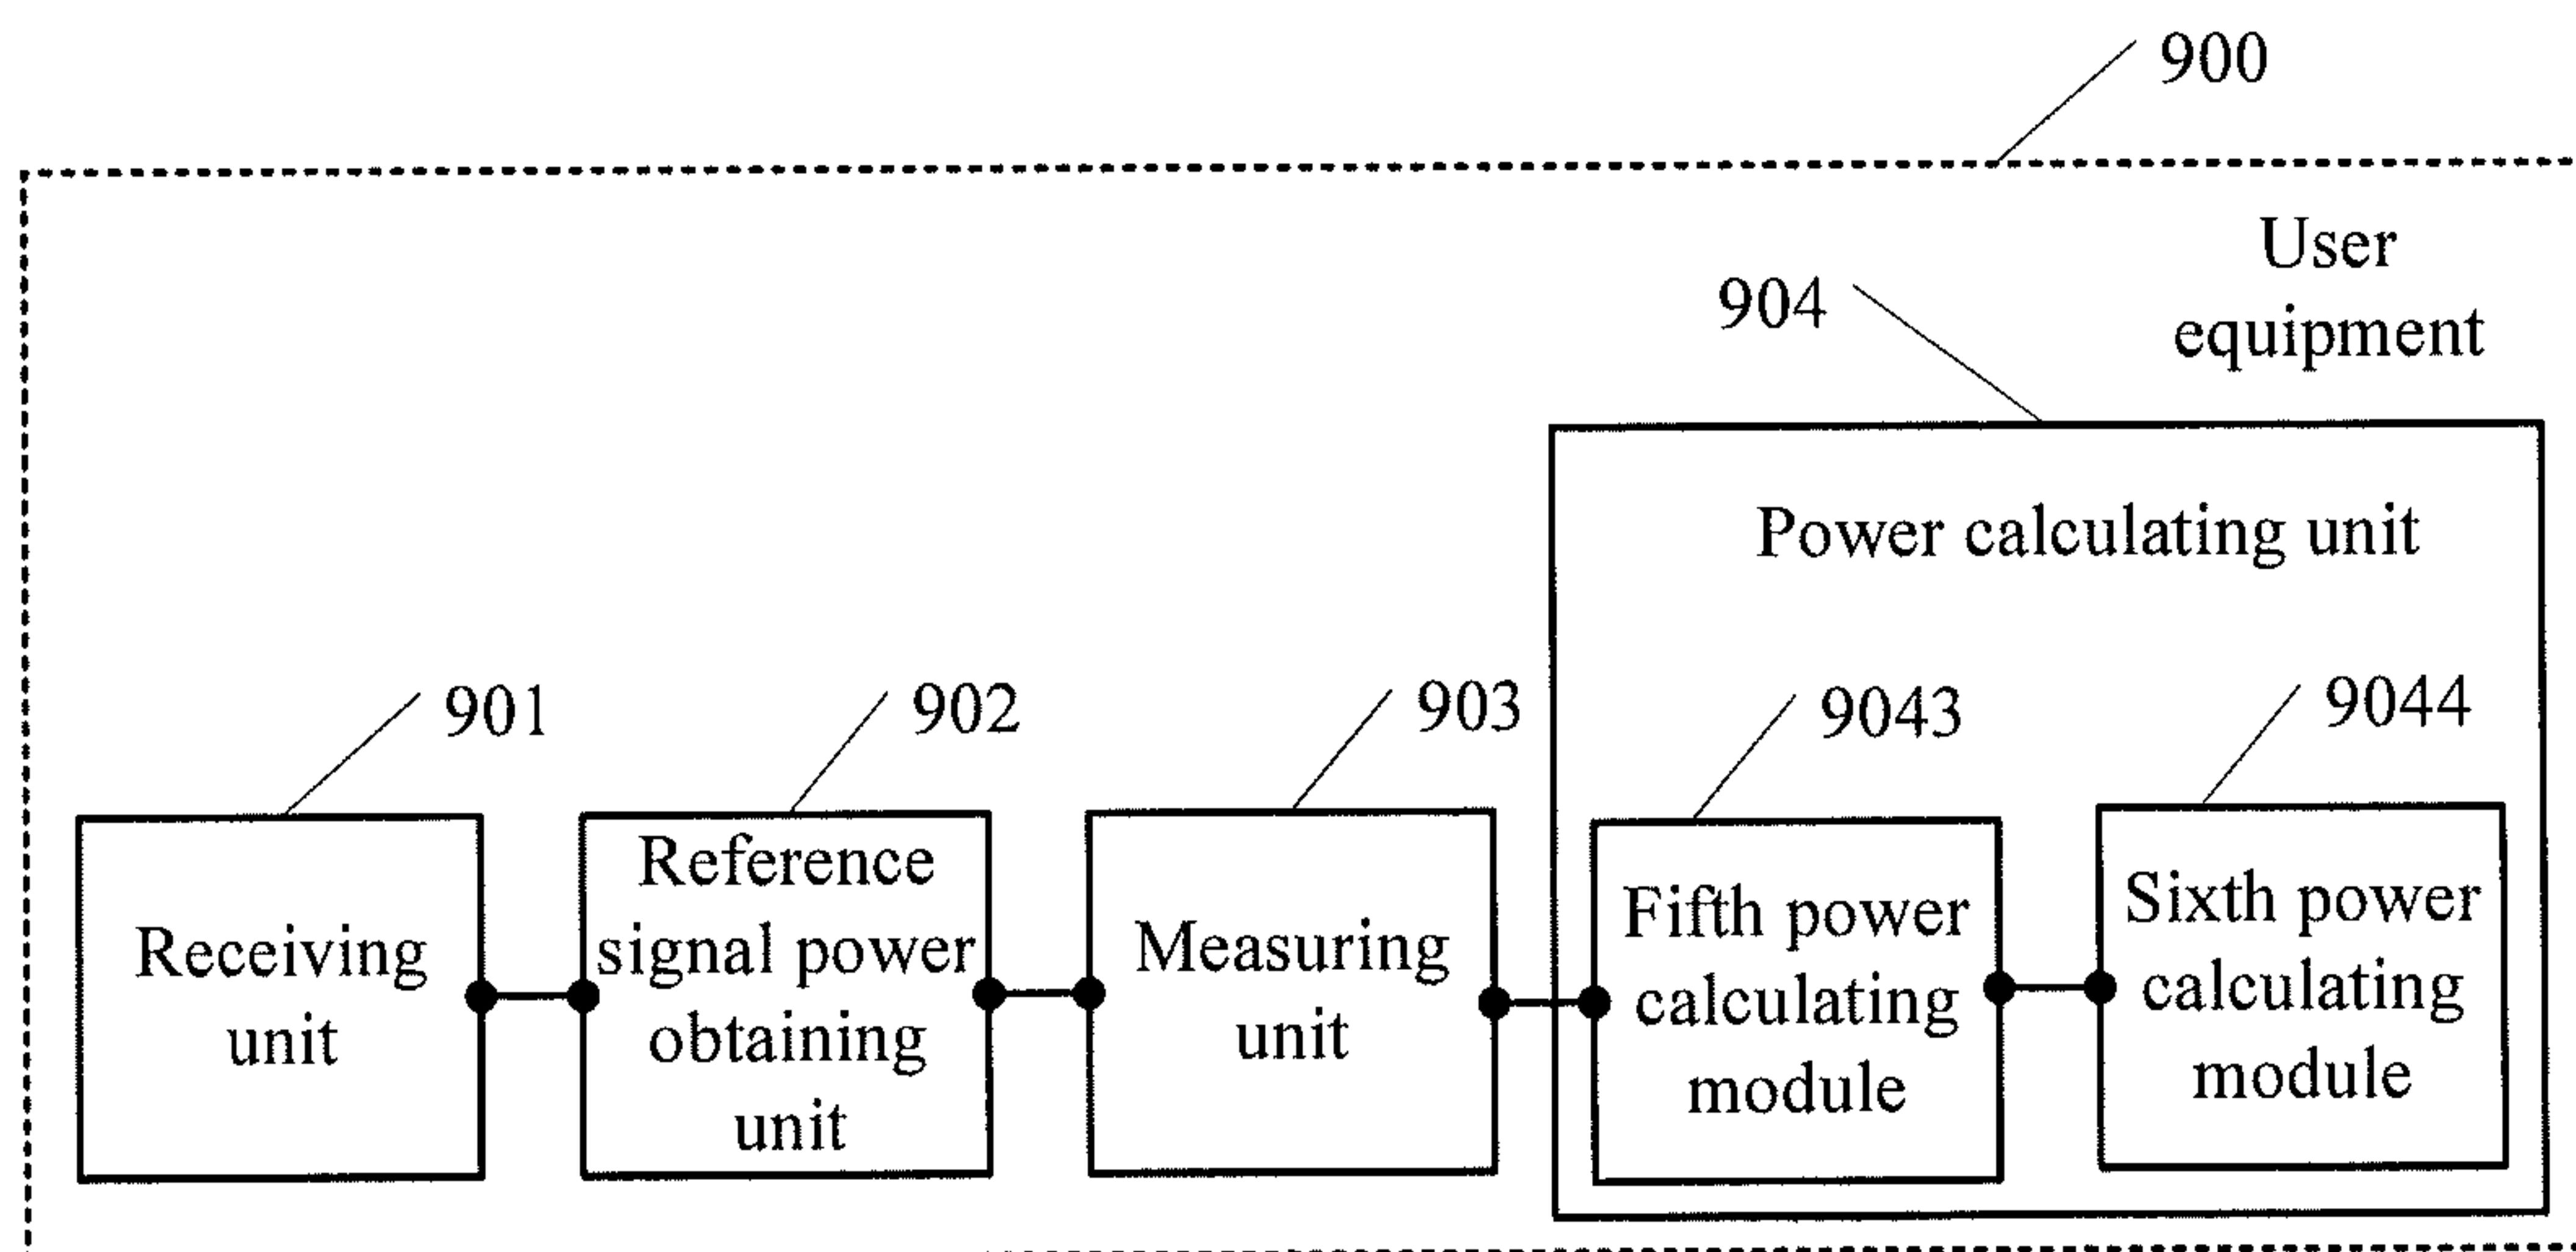 900
User
equipment
904
Power calculating unit
901
902
903
9043
9044
Receiving
unit
Reference
signal power
obtaining
unit
Measuring
unit
Fifth power
calculating
module
Sixth power
calculating
module